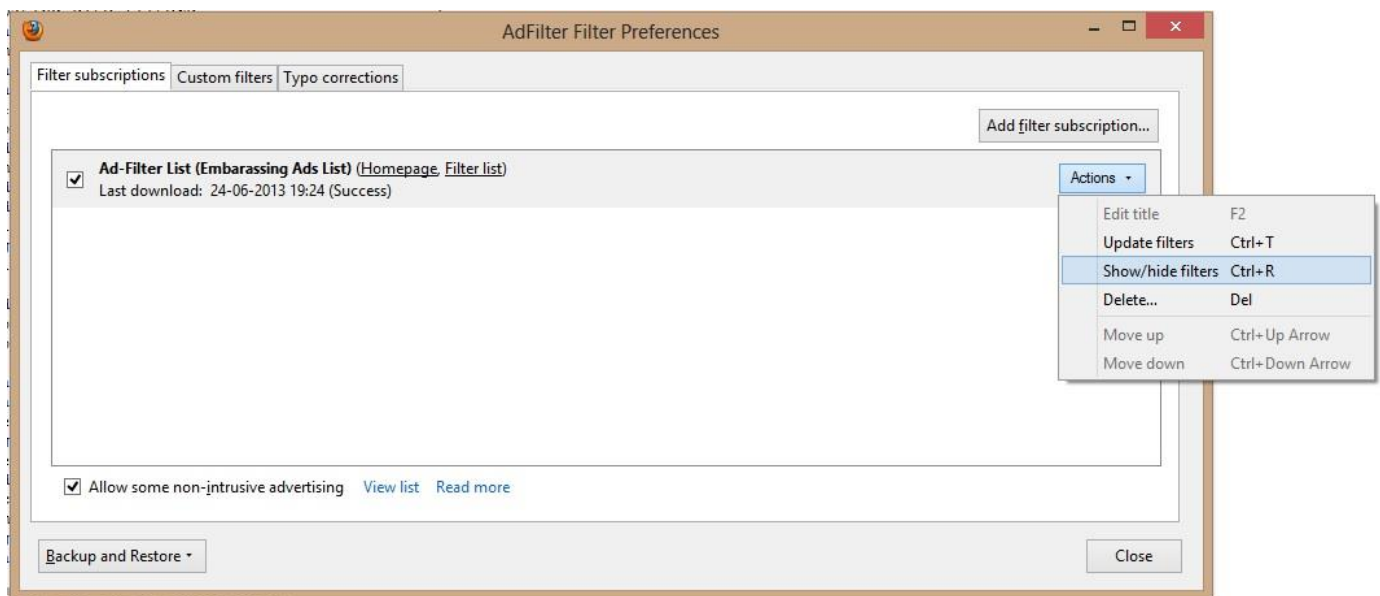 AdFilter Filter Preferences
Filter subscriptions Custom filters Typo corrections
Add filter subscription...
Ad-Filter List (Embarassing Ads List) (Homepage, Filter list)
Last download: 24-06-2013 19:24 (Success)
Actions
Edit title F2
Update filters Ctrl+T
Show/hide filters Ctrl+R
Delete... Del
Move up Ctrl+Up Arrow
Move down Ctrl+Down Arrow
Allow some non-intrusive advertising View list Read more
Backup and Restore
Close